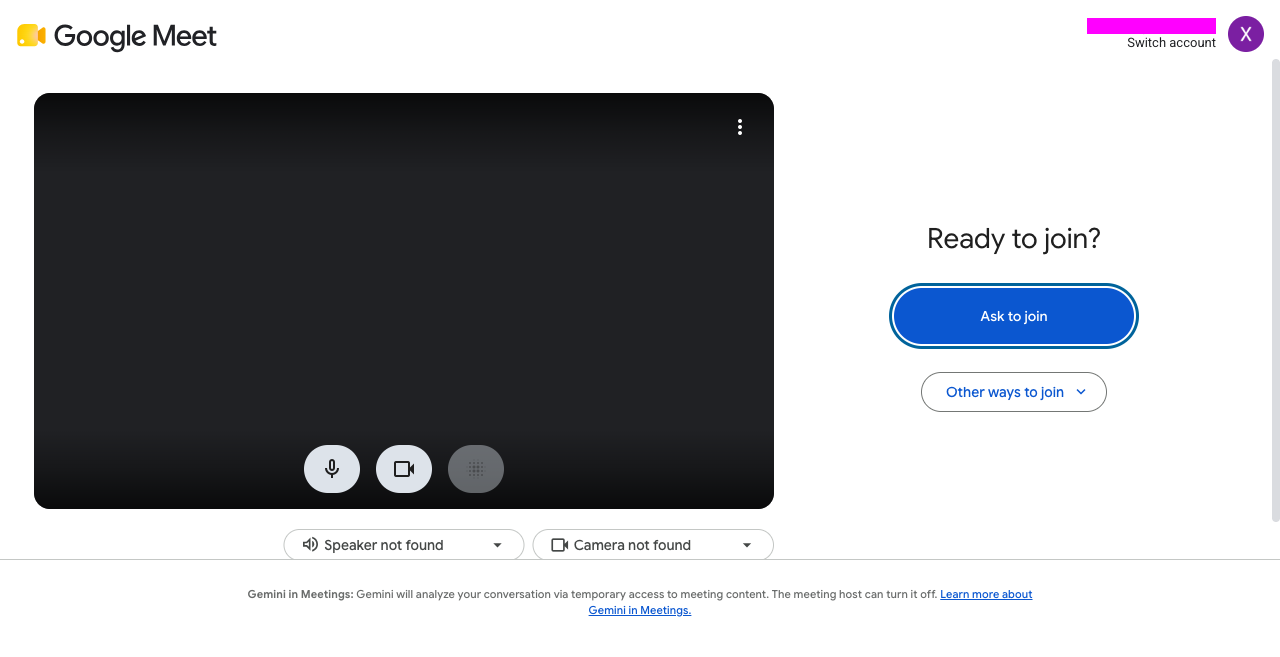 Google Meet
Switch account
X
Ready to join?
Ask to join
Other ways to join
Speaker not found
Camera not found
Gemini in Meetings: Gemini will analyze your conversation via temporary access to meeting content. The meeting host can turn it off. Learn more about
Gemini in Meetings.